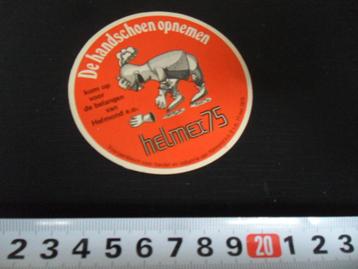 De handschoen opnemen
kom op
voor
de belangen
van
Helmond e.o.
helmex75
2 3 4 5 6 7 8 9 20 1 2 3